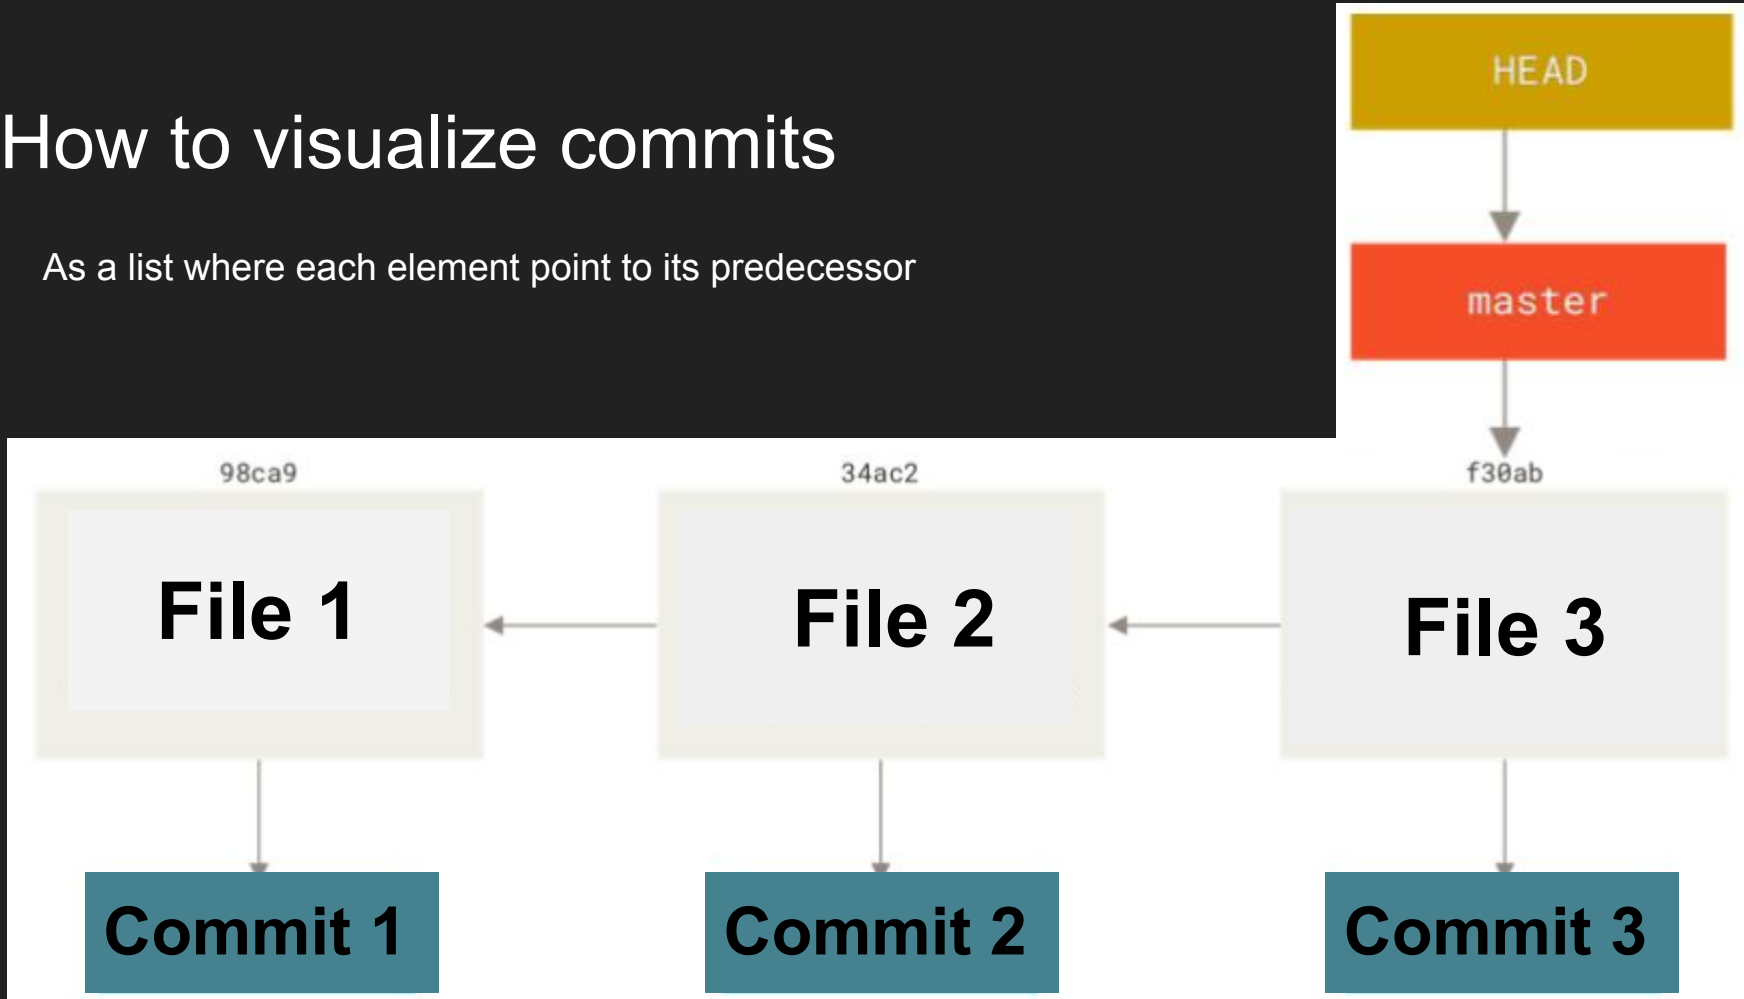 How to visualize commits
As a list where each element point to its predecessor
HEAD
master
98ca9
34ac2
f30ab
File 1
File 2
File 3
Commit 1
Commit 2
Commit 3